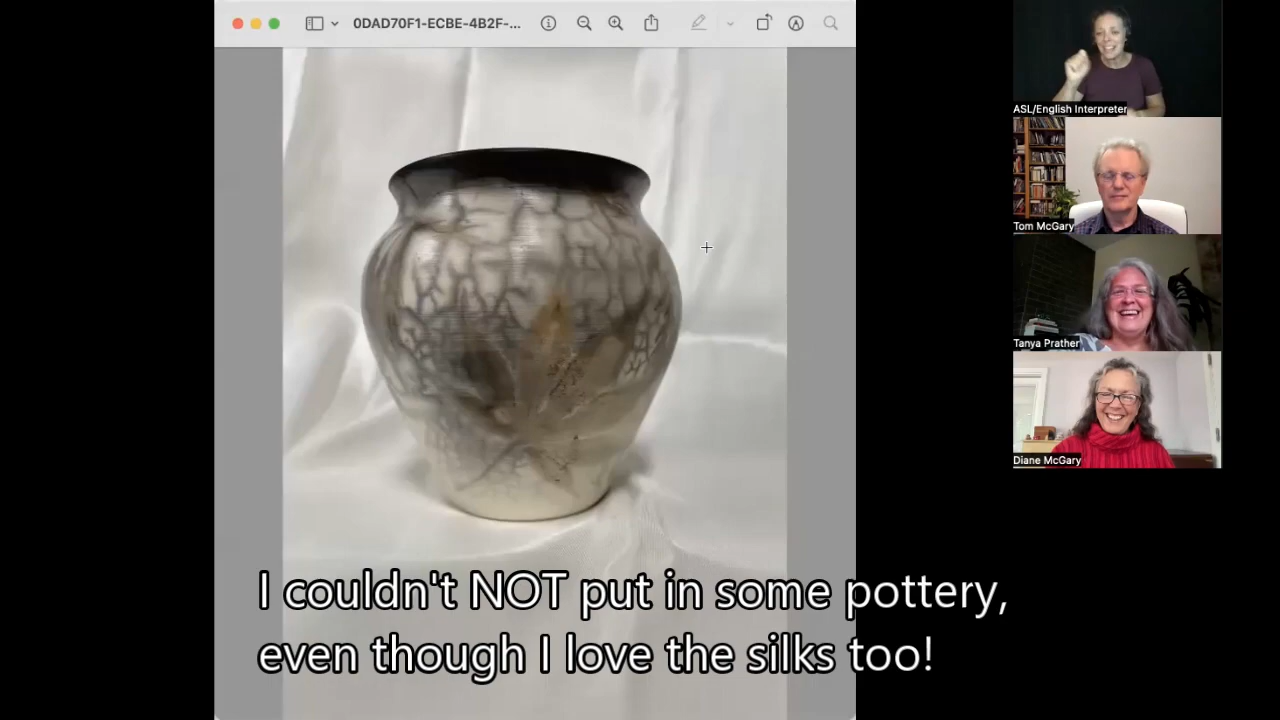 0DAD70F1-ECBE-4B2F-...
ASL/English Interpreter
Tom McGary
Tanya Prather
Diane McGary
I couldn't NOT put in some pottery,
even though I love the silks too!